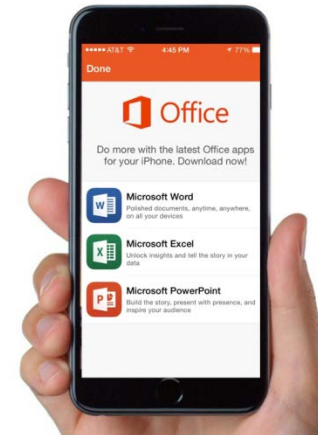 AT&T 4:45 PM 77%
Done
Office
Do more with the latest Office apps
for your iPhone. Download now!
W
Microsoft Word
Polished documents, anytime, anywhere,
on all your devices
X
Microsoft Excel
Unlock insights and tell the story in your
data
P
Microsoft PowerPoint
Build the story, present with presence, and
inspire your audience